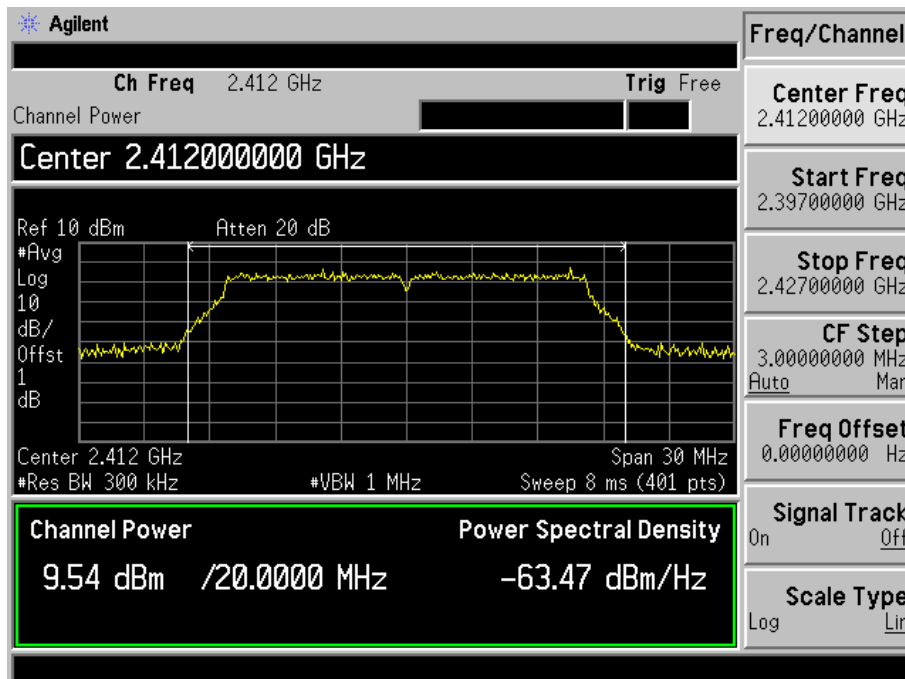 Agilent
Freq/Channel
Ch Freq 2.412 GHz Trig Free
Channel Power
Center 2.412000000 GHz
Ref 10 dBm Atten 20 dB
#Avg
Log
10
dB/
Offst
1
dB
Center 2.412 GHz Span 30 MHz
#Res BW 300 kHz #VBW 1 MHz Sweep 8 ms (401 pts)
Channel Power Power Spectral Density
9.54 dBm /20.0000 MHz -63.47 dBm/Hz
Center Freq
2.41200000 GHz
Start Freq
2.39700000 GHz
Stop Freq
2.42700000 GHz
CF Step
3.00000000 MHz
Auto Man
Freq Offset
0.00000000 Hz
Signal Track
On Off
Scale Type
Log Lin